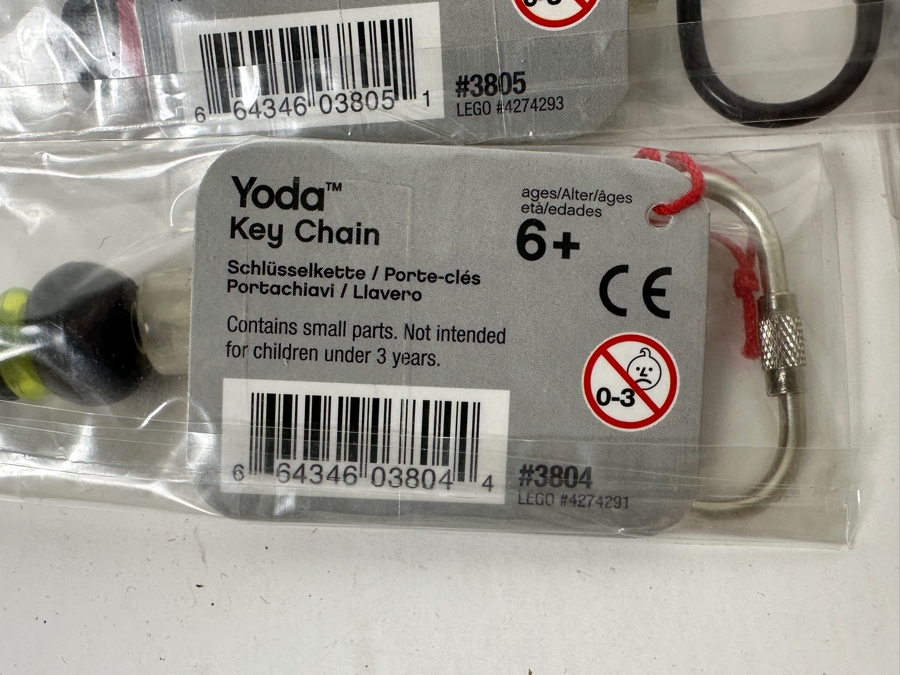 6 64346 03805 1
#3805
LEGO #4274293
Yoda™
Key Chain
Schlüsselkette / Porte-clés
Portachiavi / Llavero
Contains small parts. Not intended
for children under 3 years.
ages/Alter/âges
età/edades
6+
CE
0-3
6 64346 03804 4
#3804
LEGO #4274291